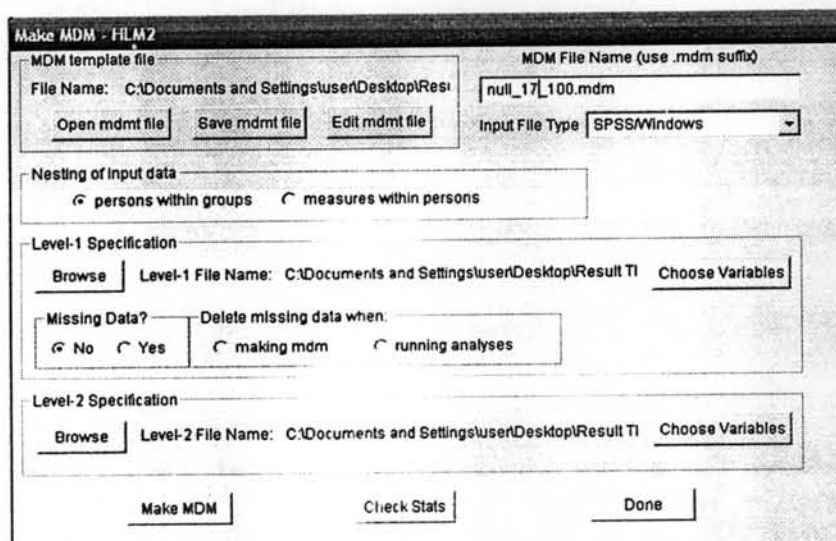 Make MDM - HLM2
MDM template file
File Name: C:\Documents and Settings\user\Desktop\Resi
Open mdmt file Save mdmt file Edit mdmt file
MDM File Name (use .mdm suffix)
null_17_100.mdm
Input File Type SPSS/Windows
Nesting of input data
persons within groups measures within persons
Level-1 Specification
Browse Level-1 File Name: C:\Documents and Settings\user\Desktop\Result TI Choose Variables
Missing Data?
No Yes
Delete missing data when:
making mdm running analyses
Level-2 Specification
Browse Level-2 File Name: C:\Documents and Settings\user\Desktop\Result TI Choose Variables
Make MDM Check Stats Done